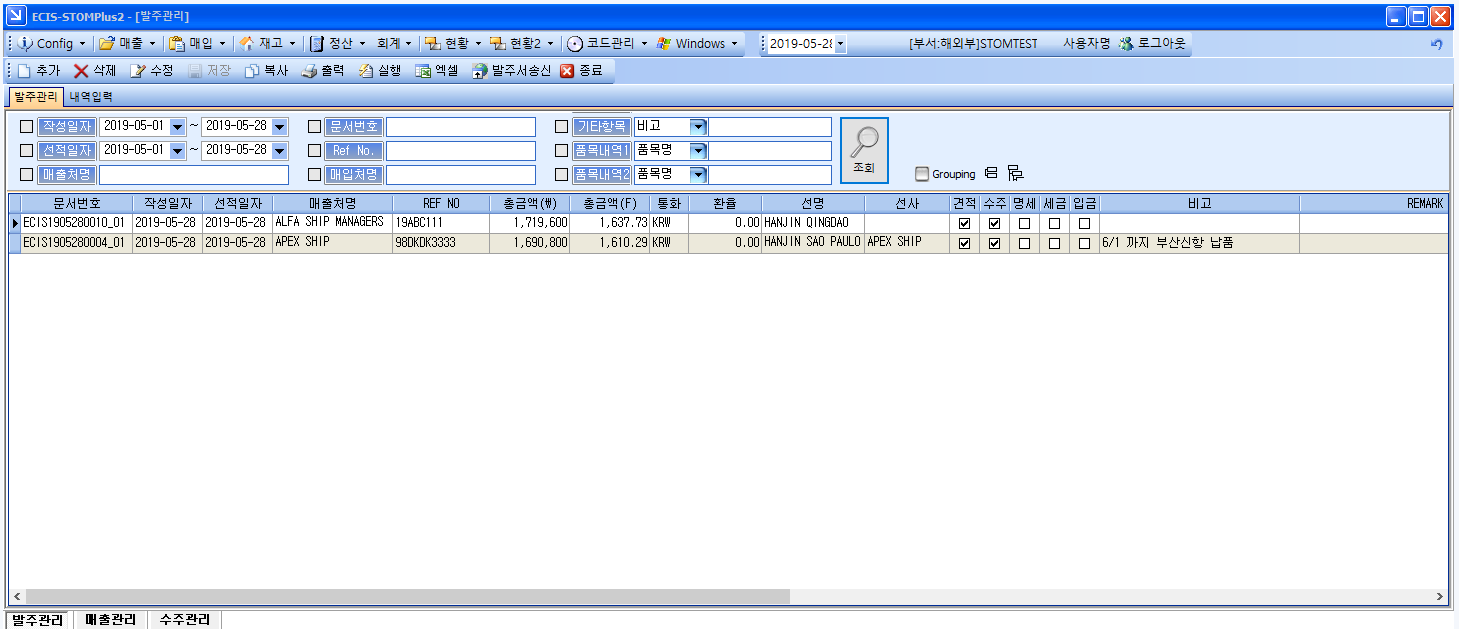 ECIS-STOMPlus2 - [발주관리]
Config 매출 매입 재고 정산 회계 현황 현황2 코드관리 Windows 2019-05-28 [부서:해외부]STOMTEST 사용자명 로그아웃
추가 삭제 수정 저장 복사 출력 실행 엑셀 발주서송신 종료
발주관리 내역입력
작성일자 2019-05-01 ~ 2019-05-28 문서번호 기타항목 비고
선적일자 2019-05-01 ~ 2019-05-28 Ref No. 품목내역1 품목명
매출처명 매입처명 품목내역2 품목명
조회
Grouping
문서번호 작성일자 선적일자 매출처명 REF NO 총금액(₩) 총금액(F) 통화 환율 선명 선사 견적 수주 명세 세금 입금 비고 REMARK
ECIS1905280010_01 2019-05-28 2019-05-28 ALFA SHIP MANAGERS 19ABC111 1,719,600 1,637.73 KRW 0.00 HANJIN QINGDAO
ECIS1905280004_01 2019-05-28 2019-05-28 APEX SHIP 98DKDK3333 1,690,800 1,610.29 KRW 0.00 HANJIN SAO PAULO APEX SHIP 6/1 까지 부산신항 납품
발주관리 매출관리 수주관리